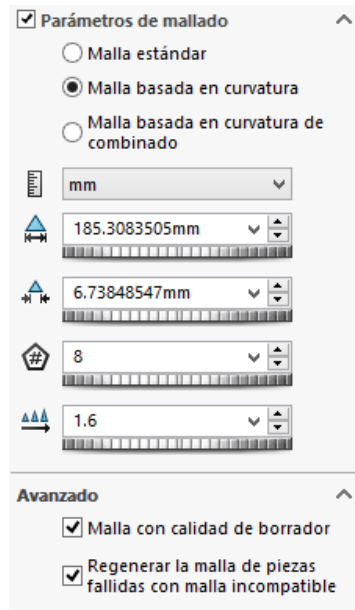 Parámetros de mallado
Malla estándar
Malla basada en curvatura
Malla basada en curvatura de
combinado
mm
185.3083505mm
6.73848547mm
#
8
1.6
Avanzado
Malla con calidad de borrador
Regenerar la malla de piezas
fallidas con malla incompatible